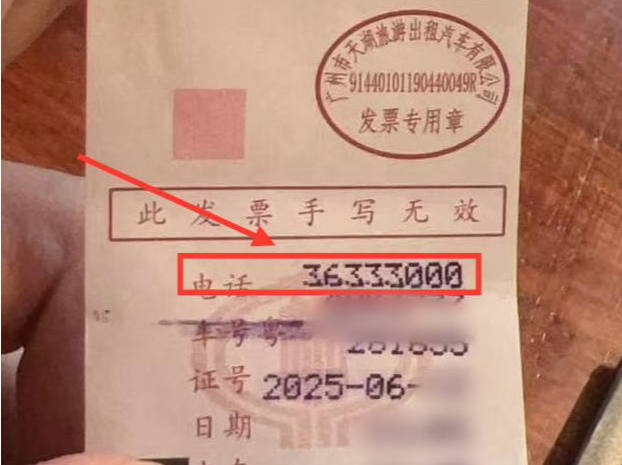 广州市天湖旅游出租汽车有限公司
91440101190440049R
发票专用章
此发票手写无效
电话 36333000
车号粤
证号
2025-06-
日期